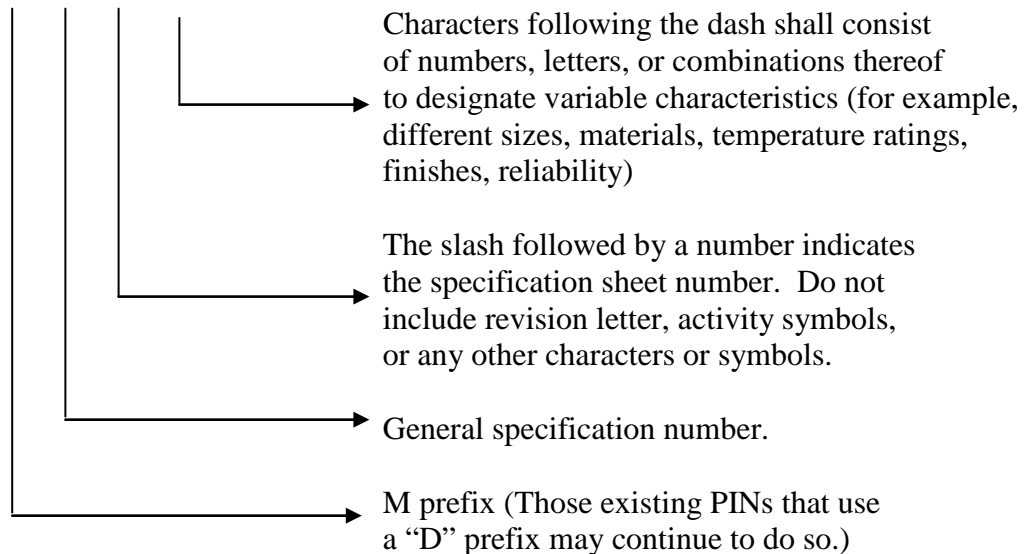 Characters following the dash shall consist
of numbers, letters, or combinations thereof
to designate variable characteristics (for example,
different sizes, materials, temperature ratings,
finishes, reliability)
The slash followed by a number indicates
the specification sheet number.  Do not
include revision letter, activity symbols,
or any other characters or symbols.
General specification number.
M prefix (Those existing PINs that use
a “D” prefix may continue to do so.)